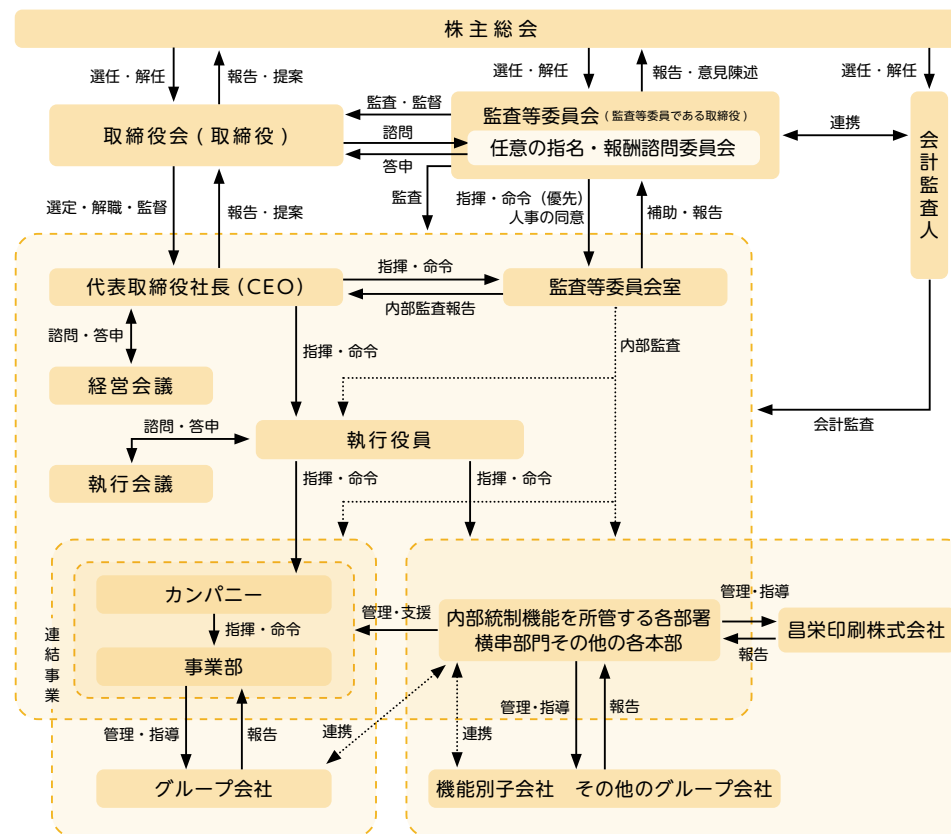 株主総会
選任・解任
報告・提案
選任・解任
報告・意見陳述
選任・解任
取締役会(取締役)
監査・監督
諮問
答申
監査等委員会(監査等委員である取締役)
任意の指名・報酬諮問委員会
連携
会計監査人
選定・解職・監督
報告・提案
監査
指揮・命令(優先)
人事の同意
補助・報告
代表取締役社長(CEO)
指揮・命令
内部監査報告
監査等委員会室
諮問・答申
指揮・命令
内部監査
経営会議
会計監査
諮問・答申
執行役員
執行会議
指揮・命令
指揮・命令
連結事業
カンパニー
指揮・命令
事業部
管理・支援
内部統制機能を所管する各部署
横串部門その他の各本部
管理・指導
報告
昌栄印刷株式会社
管理・指導
報告
連携
連携
管理・指導
報告
グループ会社
機能別子会社 その他のグループ会社